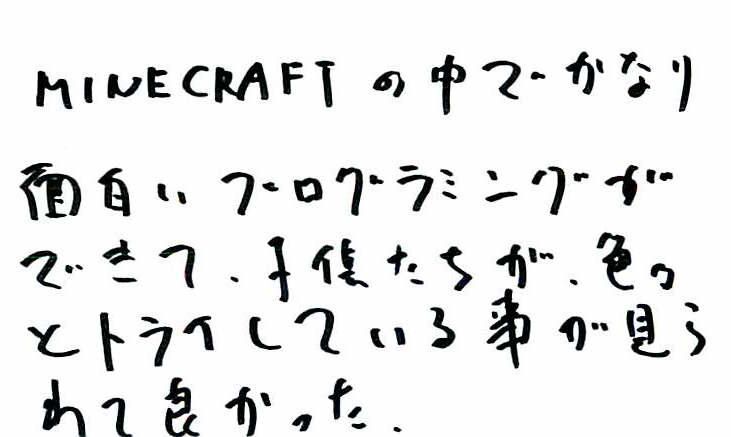 MINECRAFTの中でかなり
面白いプログラミングが
できて、子供たちが、色々
とトライしている事が見ら
れて良かった.